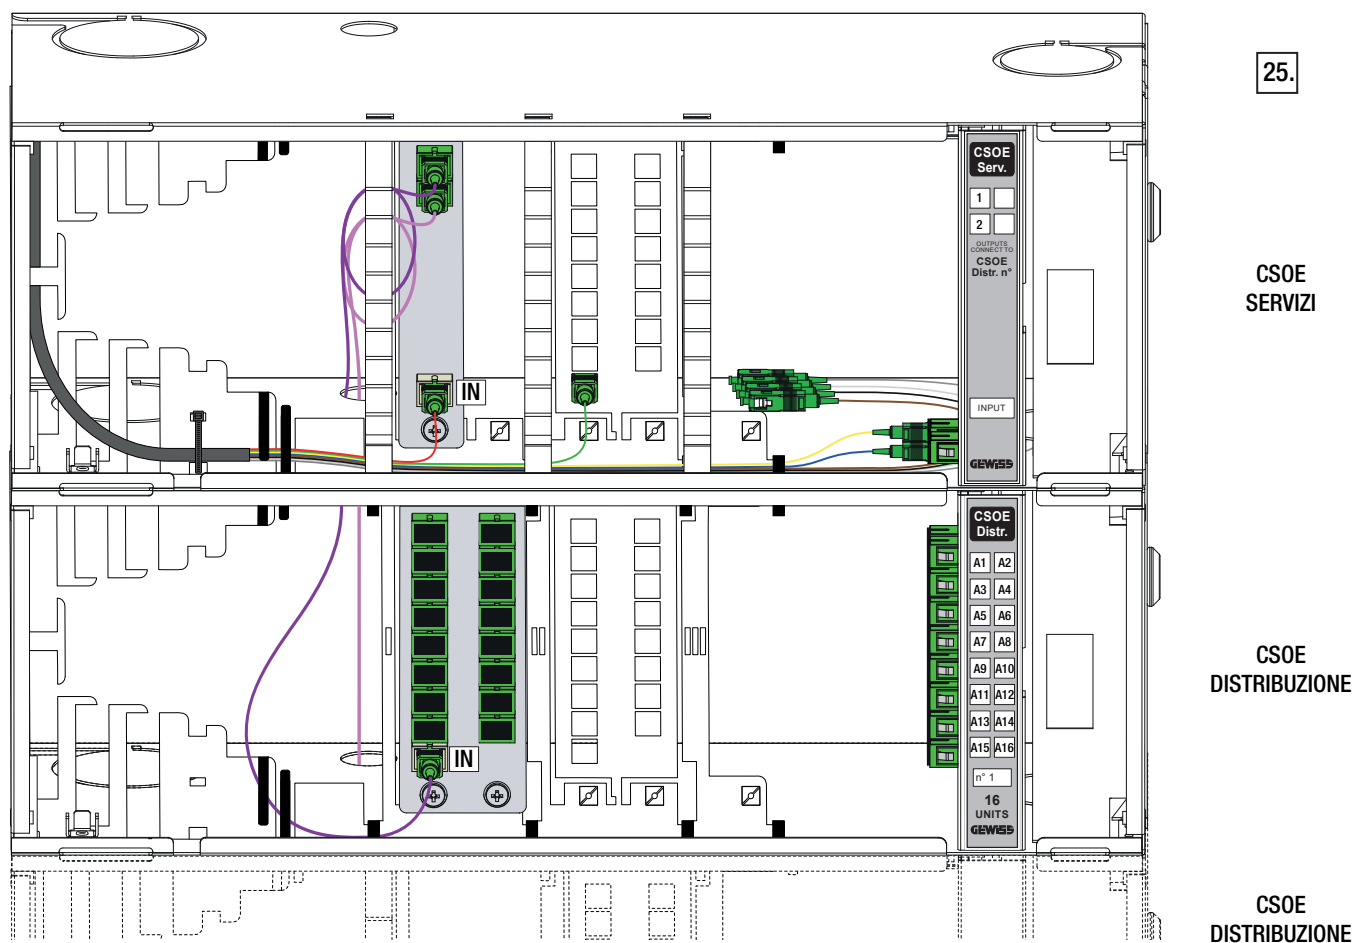 25.
CSOE
Serv.
1
2
OUTPUTS
CONNECT TO
CSOE
Distr. n°
CSOE
SERVIZI
IN
INPUT
GEWISS
CSOE
Distr.
A1 A2
A3 A4
A5 A6
A7 A8
A9 A10
A11 A12
A13 A14
A15 A16
CSOE
DISTRIBUZIONE
IN
n° 1
16
UNITS
GEWISS
CSOE
DISTRIBUZIONE